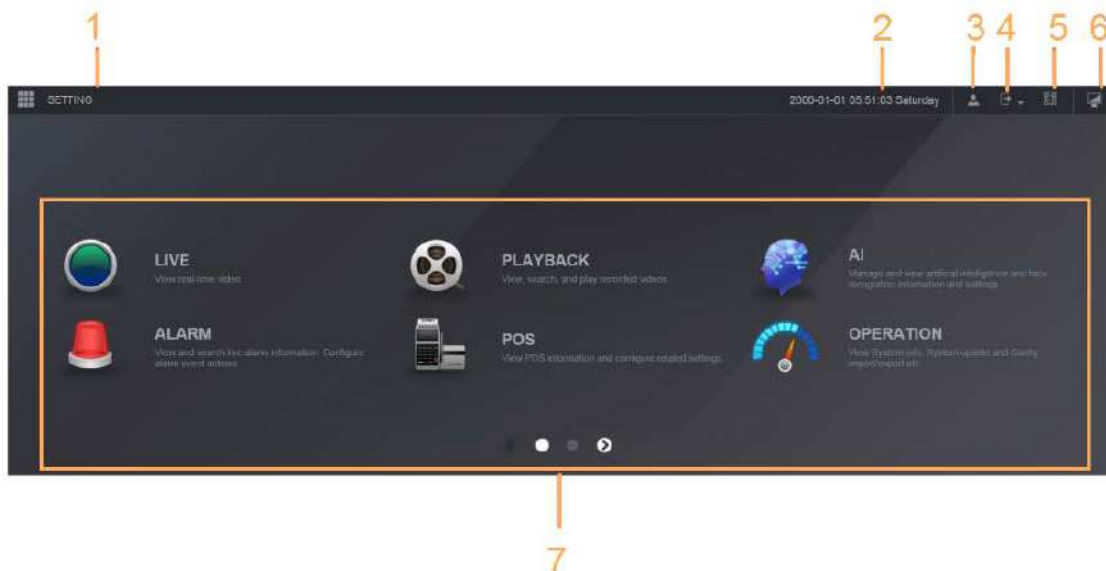 1
2
3
4
5
6
SETTING
2000-01-01 05:51:03 Saturday
LIVE
View real-time video
PLAYBACK
View, search, and play recorded videos
AI
Manage and view artificial intelligence and face
recognition information and settings
ALARM
View and search live alarm information. Configure
alarm event actions
POS
View POS information and configure related settings.
OPERATION
View System info, System update and Config
import/export etc.
7